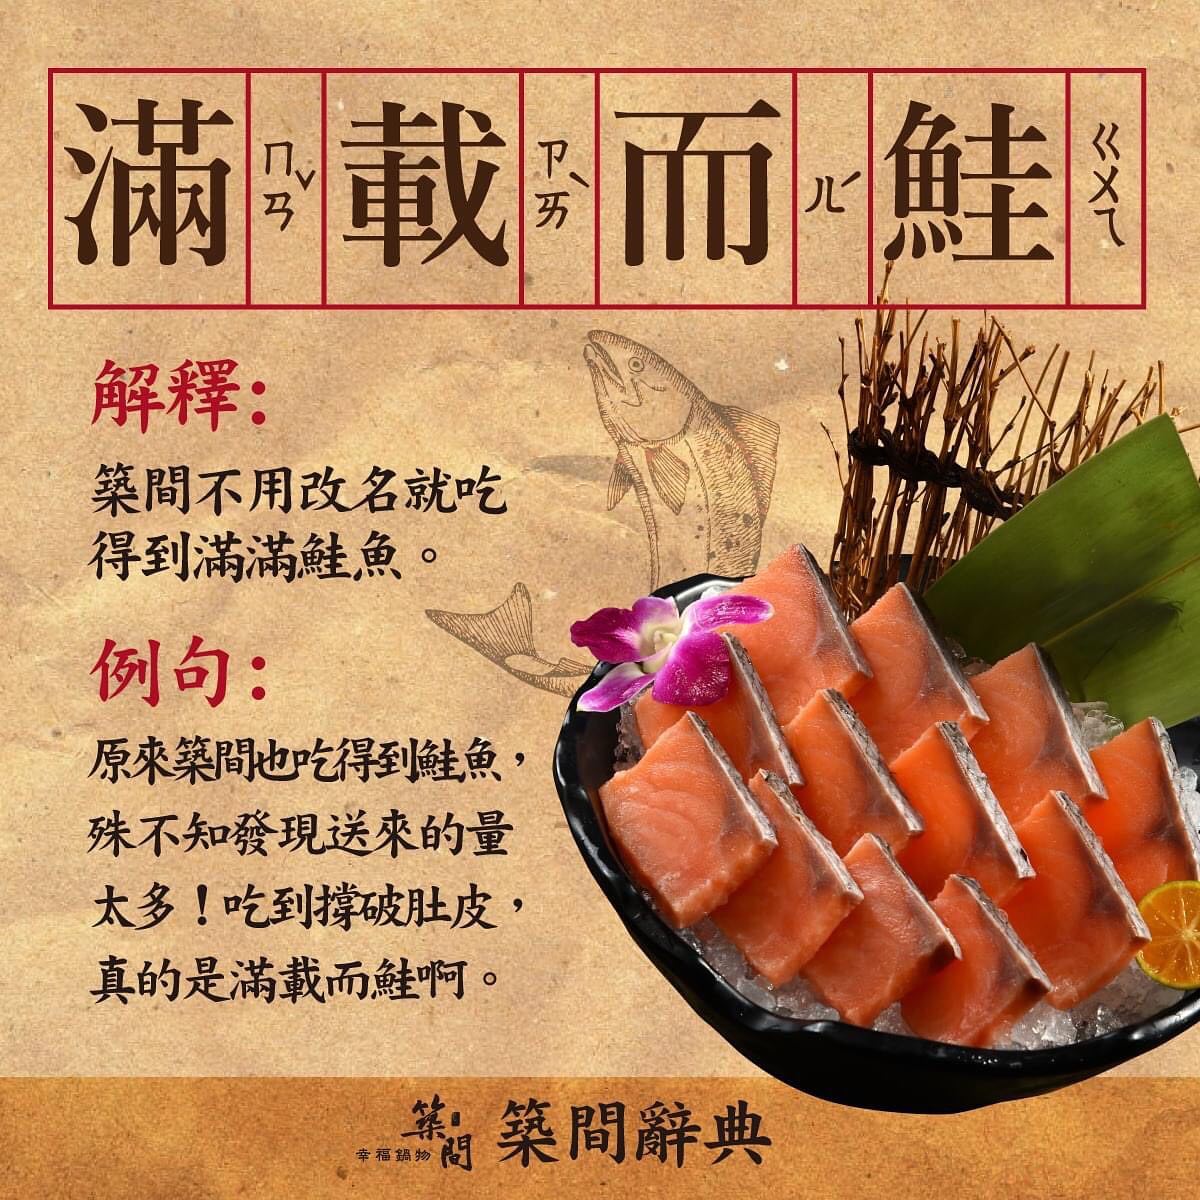 滿ㄇㄢˇ載ㄗㄞˋ而ㄦˊ鮭ㄍㄨㄟ
解釋:
築間不用改名就吃
得到滿滿鮭魚。
例句:
原來築間也吃得到鮭魚，
殊不知發現送來的量
太多！吃到撐破肚皮，
真的是滿載而鮭啊。
幸福鍋物 築間 築間辭典